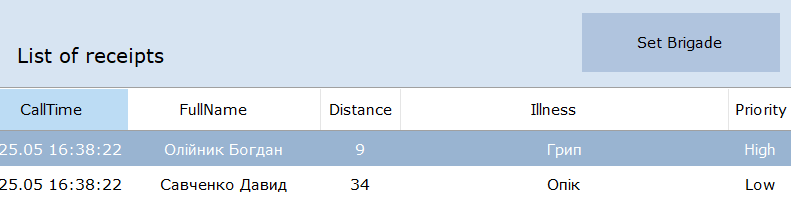 Set Brigade
List of receipts
CallTime FullName Distance Illness Priority
25.05 16:38:22 Олійник Богдан 9 Грип High
25.05 16:38:22 Савченко Давид 34 Опік Low